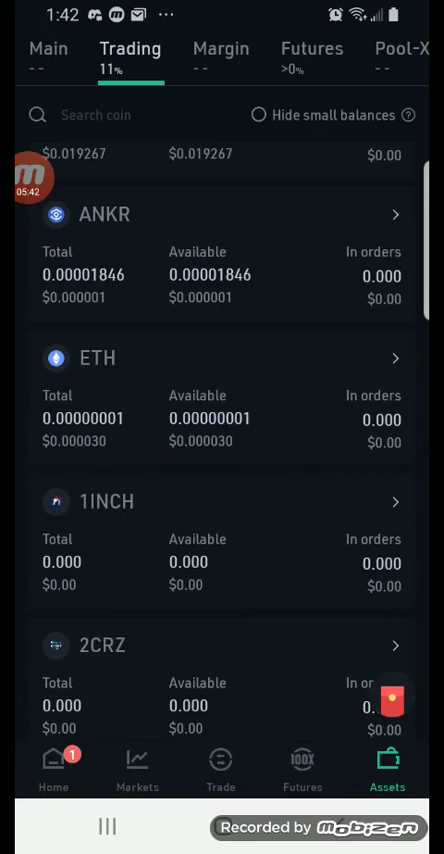 1:42
Main Trading Margin Futures Pool-X
-- 11% -- >0% --
Search coin Hide small balances ?
$0.019267 $0.019267 $0.00
05:42
ANKR
Total Available In orders
0.00001846 0.00001846 0.000
$0.000001 $0.000001 $0.00
ETH
Total Available In orders
0.00000001 0.00000001 0.000
$0.000030 $0.000030 $0.00
1INCH
Total Available In orders
0.000 0.000 0.000
$0.00 $0.00 $0.00
2CRZ
Total Available In or
0.000 0.000 0.
$0.00 $0.00 $0.00
1
100X
Home Markets Trade Futures Assets
Recorded by mobizen